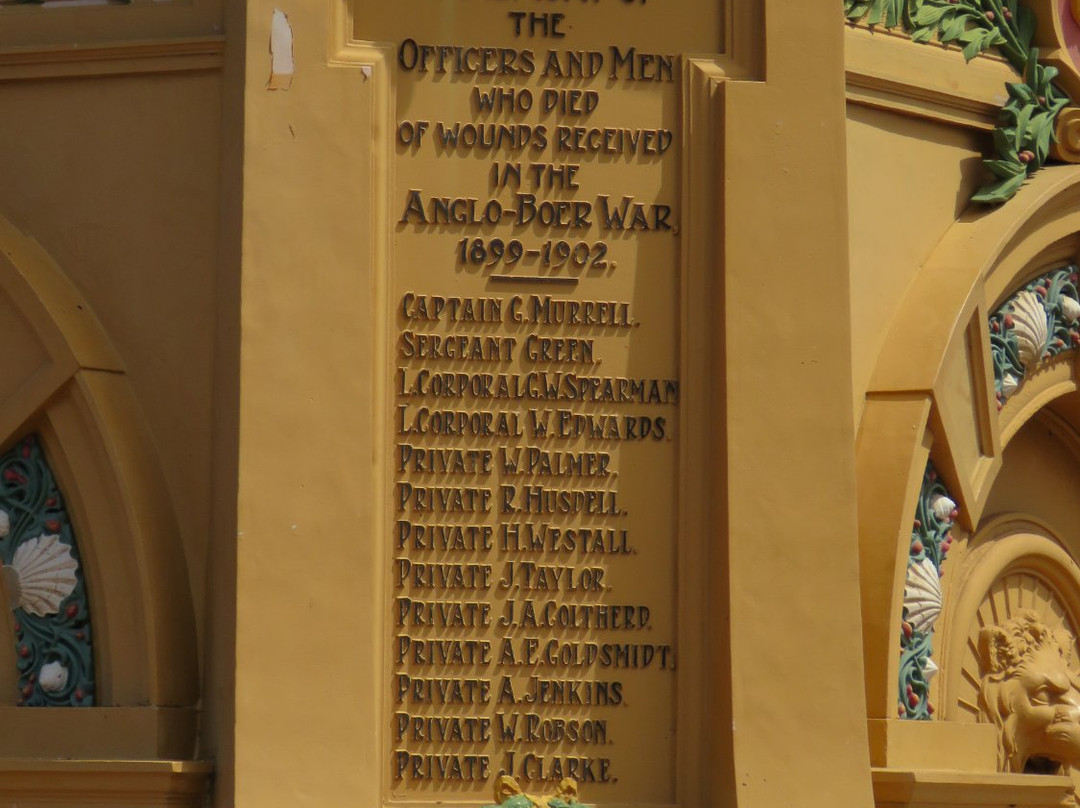 THE
OFFICERS AND MEN
WHO DIED
OF WOUNDS RECEIVED
IN THE
ANGLO-BOER WAR,
1899-1902.
CAPTAIN G. MURRELL.
SERGEANT GREEN.
L. CORPORAL G.W. SPEARMAN
L. CORPORAL W. EDWARDS.
PRIVATE W. PALMER.
PRIVATE R. HUSDELL.
PRIVATE H. WESTALL.
PRIVATE J. TAYLOR.
PRIVATE J.A. COLTHERD.
PRIVATE A.E. GOLDSMIDT.
PRIVATE A. JENKINS.
PRIVATE W. ROBSON.
PRIVATE J. CLARKE.